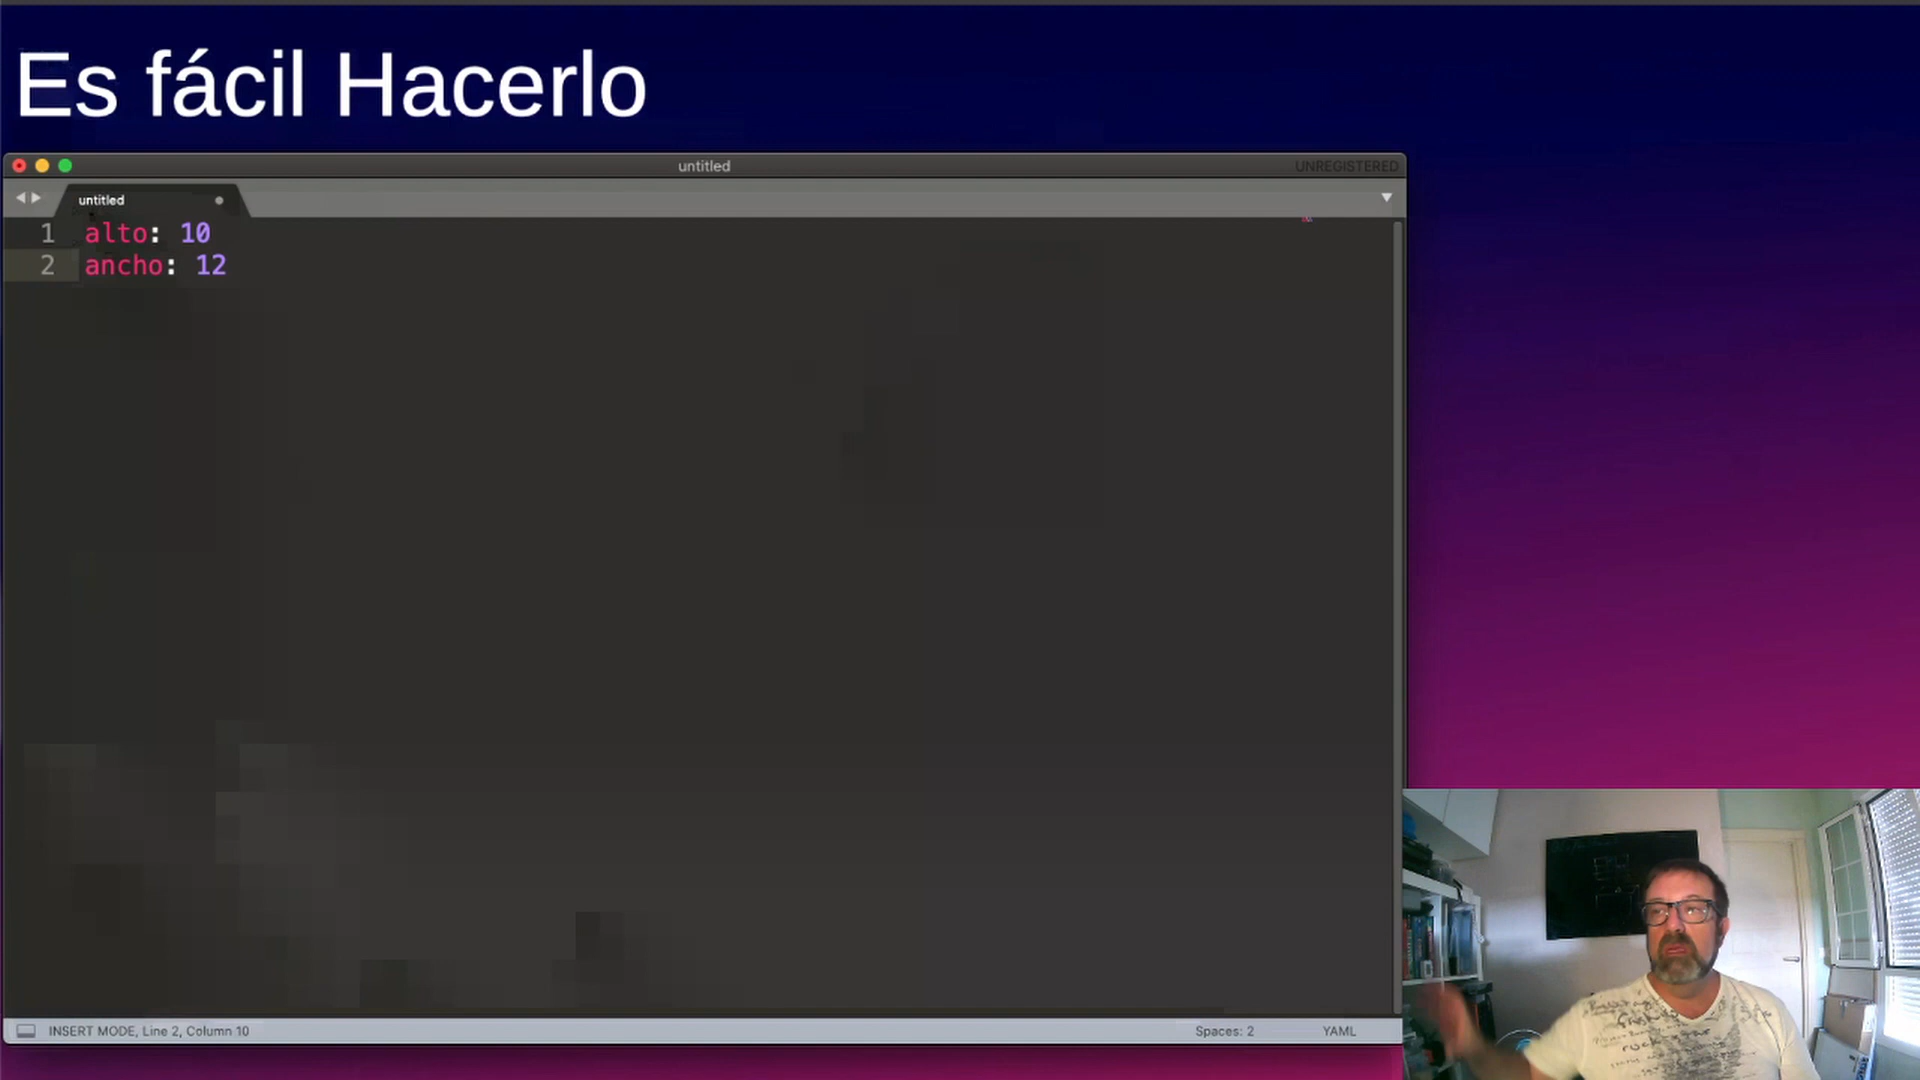 Es fácil Hacerlo
untitled
UNREGISTERED
untitled
1 alto: 10
2 ancho: 12
INSERT MODE, Line 2, Column 10
Spaces: 2
YAML